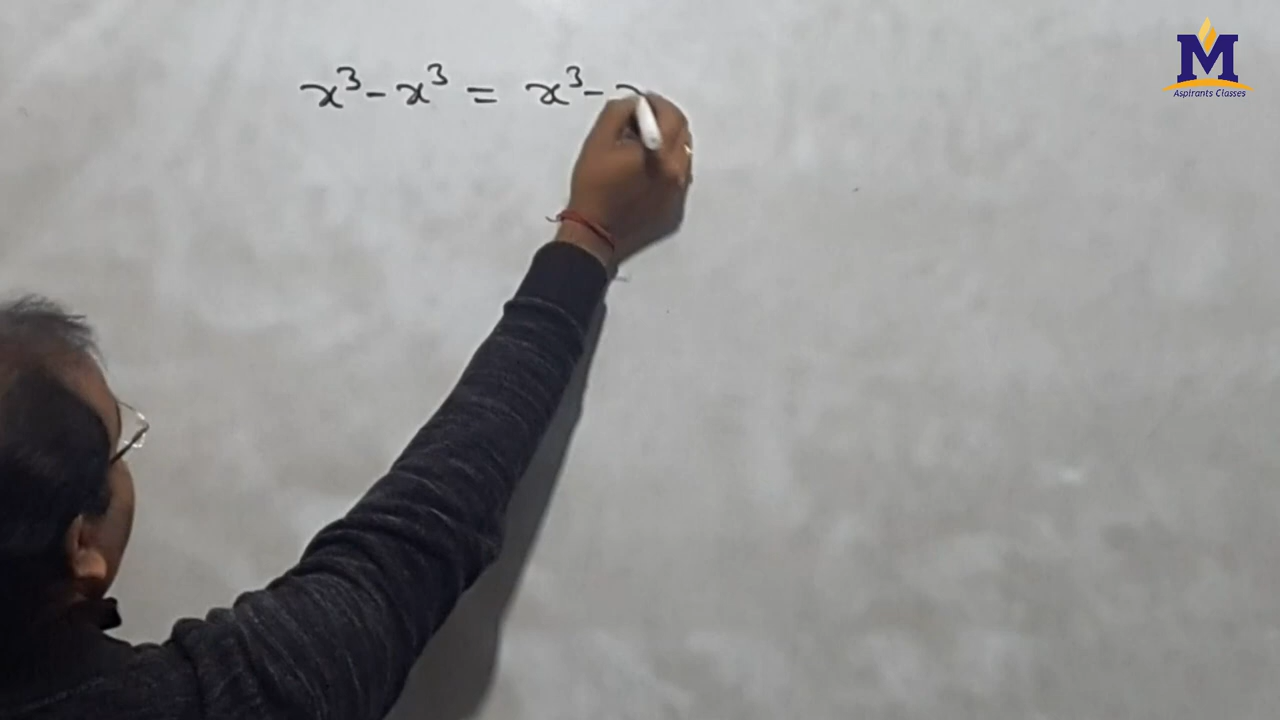 x³ - x³ = x³ - x
M
Aspirants Classes